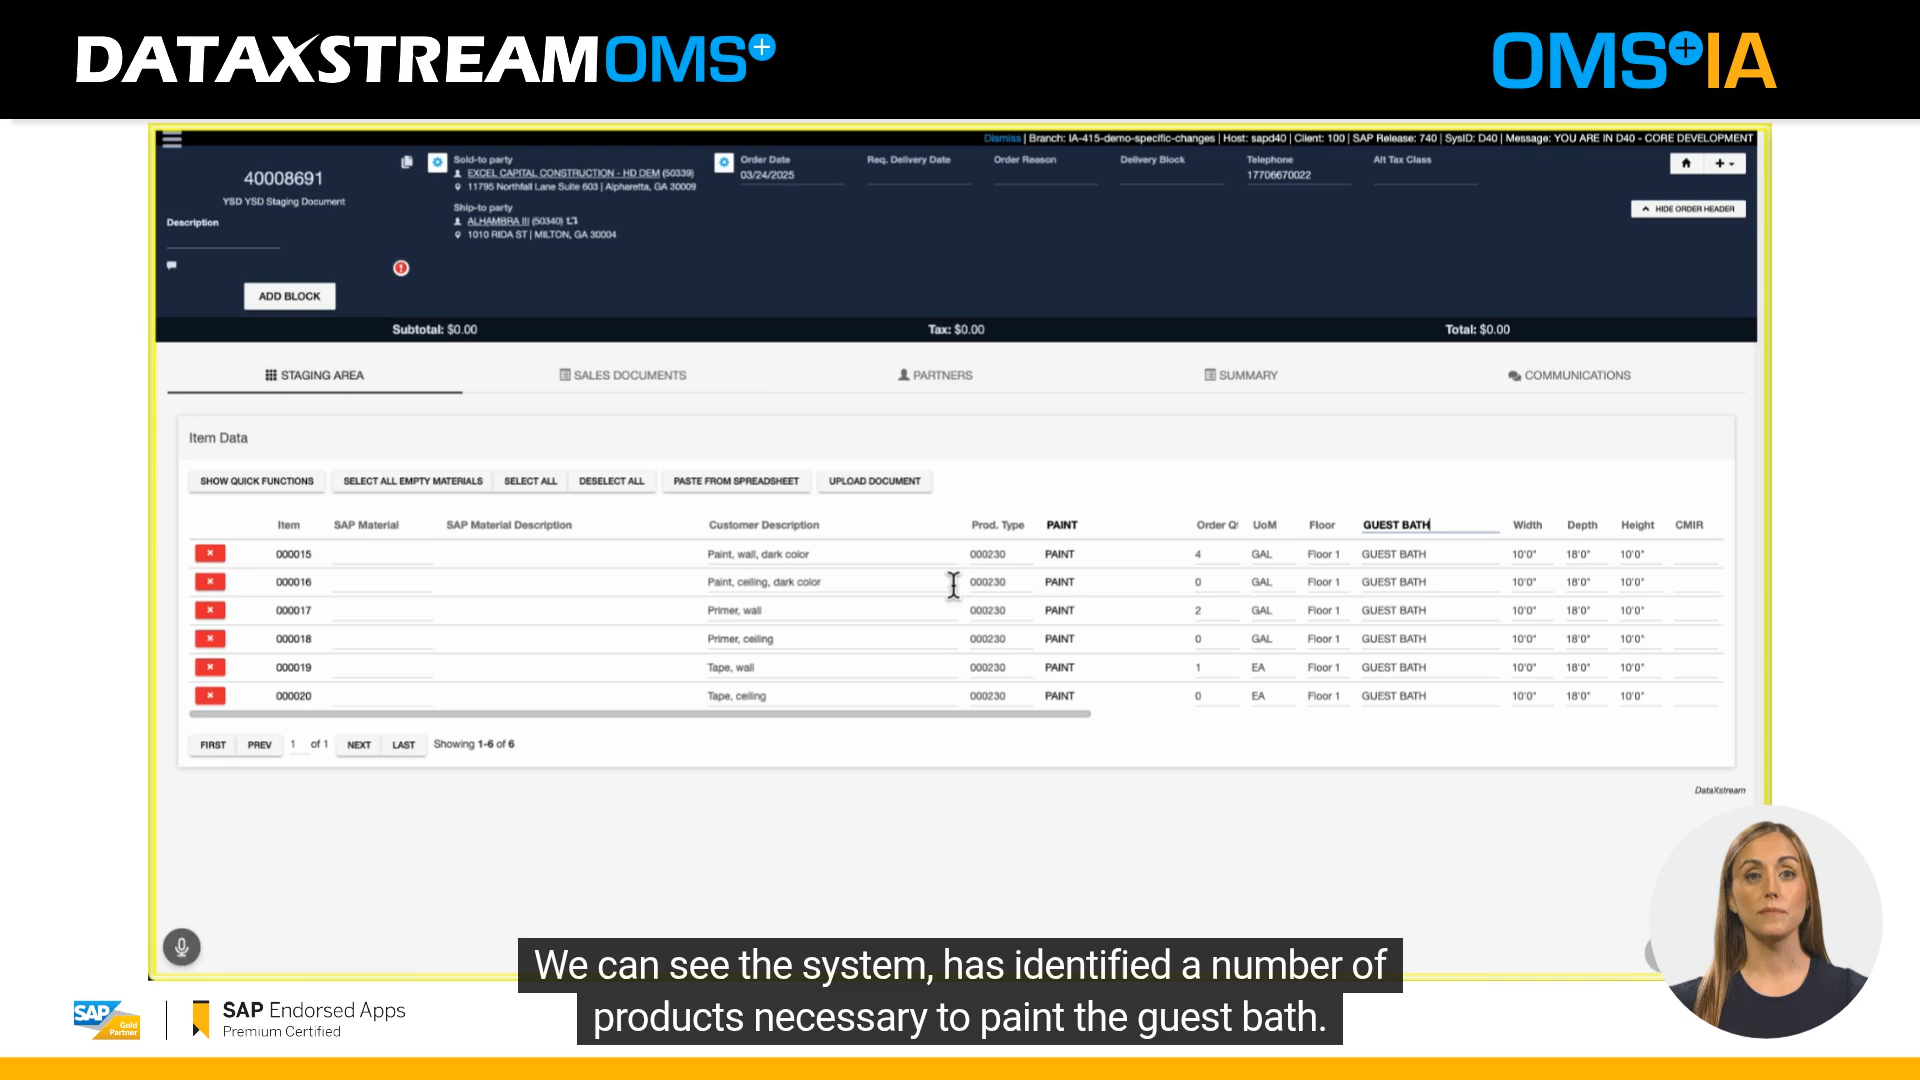 DATAXSTREAMOMS+
OMS+IA
Dismiss | Branch: IA-415-demo-specific-changes | Host: sapd40 | Client: 100 | SAP Release: 740 | SysID: D40 | Message: YOU ARE IN D40 - CORE DEVELOPMENT
40008691
YSD YSD Staging Document
Description
ADD BLOCK
Sold-to party
EXCEL CAPITAL CONSTRUCTION - HD DEM (50339)
11795 Northfall Lane Suite 603 | Alpharetta, GA 30009
Ship-to party
ALHAMBRA III (50340)
1010 RIDA ST | MILTON, GA 30004
Order Date
03/24/2025
Req. Delivery Date
Order Reason
Delivery Block
Telephone
17706670022
Alt Tax Class
HIDE ORDER HEADER
Subtotal: $0.00 Tax: $0.00 Total: $0.00
STAGING AREA SALES DOCUMENTS PARTNERS SUMMARY COMMUNICATIONS
Item Data
SHOW QUICK FUNCTIONS SELECT ALL EMPTY MATERIALS SELECT ALL DESELECT ALL PASTE FROM SPREADSHEET UPLOAD DOCUMENT
Item SAP Material SAP Material Description Customer Description Prod. Type PAINT Order Q UoM Floor GUEST BATH Width Depth Height CMIR
000015 Paint, wall, dark color 000230 PAINT 4 GAL Floor 1 GUEST BATH 10'0" 18'0" 10'0"
000016 Paint, ceiling, dark color 000230 PAINT 0 GAL Floor 1 GUEST BATH 10'0" 18'0" 10'0"
000017 Primer, wall 000230 PAINT 2 GAL Floor 1 GUEST BATH 10'0" 18'0" 10'0"
000018 Primer, ceiling 000230 PAINT 0 GAL Floor 1 GUEST BATH 10'0" 18'0" 10'0"
000019 Tape, wall 000230 PAINT 1 EA Floor 1 GUEST BATH 10'0" 18'0" 10'0"
000020 Tape, ceiling 000230 PAINT 0 EA Floor 1 GUEST BATH 10'0" 18'0" 10'0"
FIRST PREV 1 of 1 NEXT LAST Showing 1-6 of 6
DataXstream
We can see the system, has identified a number of
products necessary to paint the guest bath.
SAP Gold Partner
SAP Endorsed Apps
Premium Certified